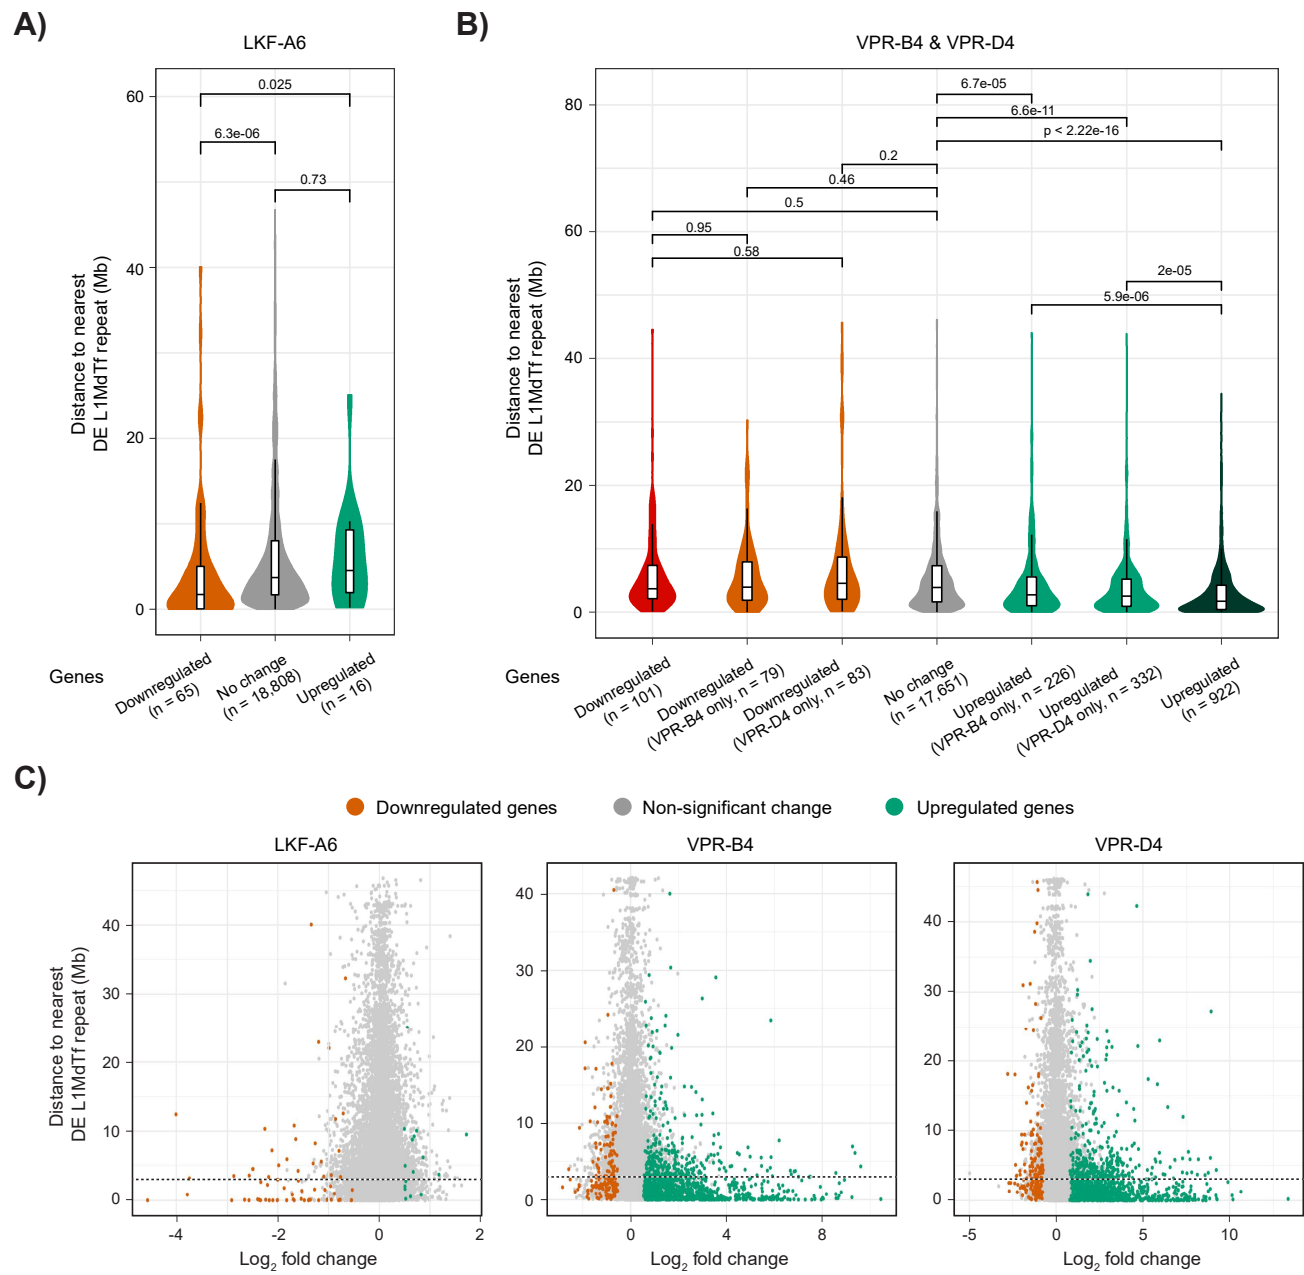 A)
LKF-A6
0.025
6.3e-06
0.73
60
40
20
0
Distance to nearest
DE L1MdTf repeat (Mb)
Genes
Downregulated
(n = 65)
No change
(n = 18,808)
Upregulated
(n = 16)
B)
VPR-B4 & VPR-D4
6.7e-05
6.6e-11
p < 2.22e-16
0.2
0.46
0.5
0.95
0.58
2e-05
5.9e-06
80
60
40
20
0
Distance to nearest
DE L1MdTf repeat (Mb)
Genes
Downregulated
(n = 101)
Downregulated
(VPR-B4 only, n = 79)
Downregulated
(VPR-D4 only, n = 83)
No change
(n = 17,651)
Upregulated
(VPR-B4 only, n = 226)
Upregulated
(VPR-D4 only, n = 332)
Upregulated
(n = 922)
C)
Downregulated genes
Non-significant change
Upregulated genes
LKF-A6
40
30
20
10
0
Distance to nearest
DE L1MdTf repeat (Mb)
-4 -2 0 2
Log2 fold change
VPR-B4
40
30
20
10
0
0 4 8
Log2 fold change
VPR-D4
40
30
20
10
0
-5 0 5 10
Log2 fold change